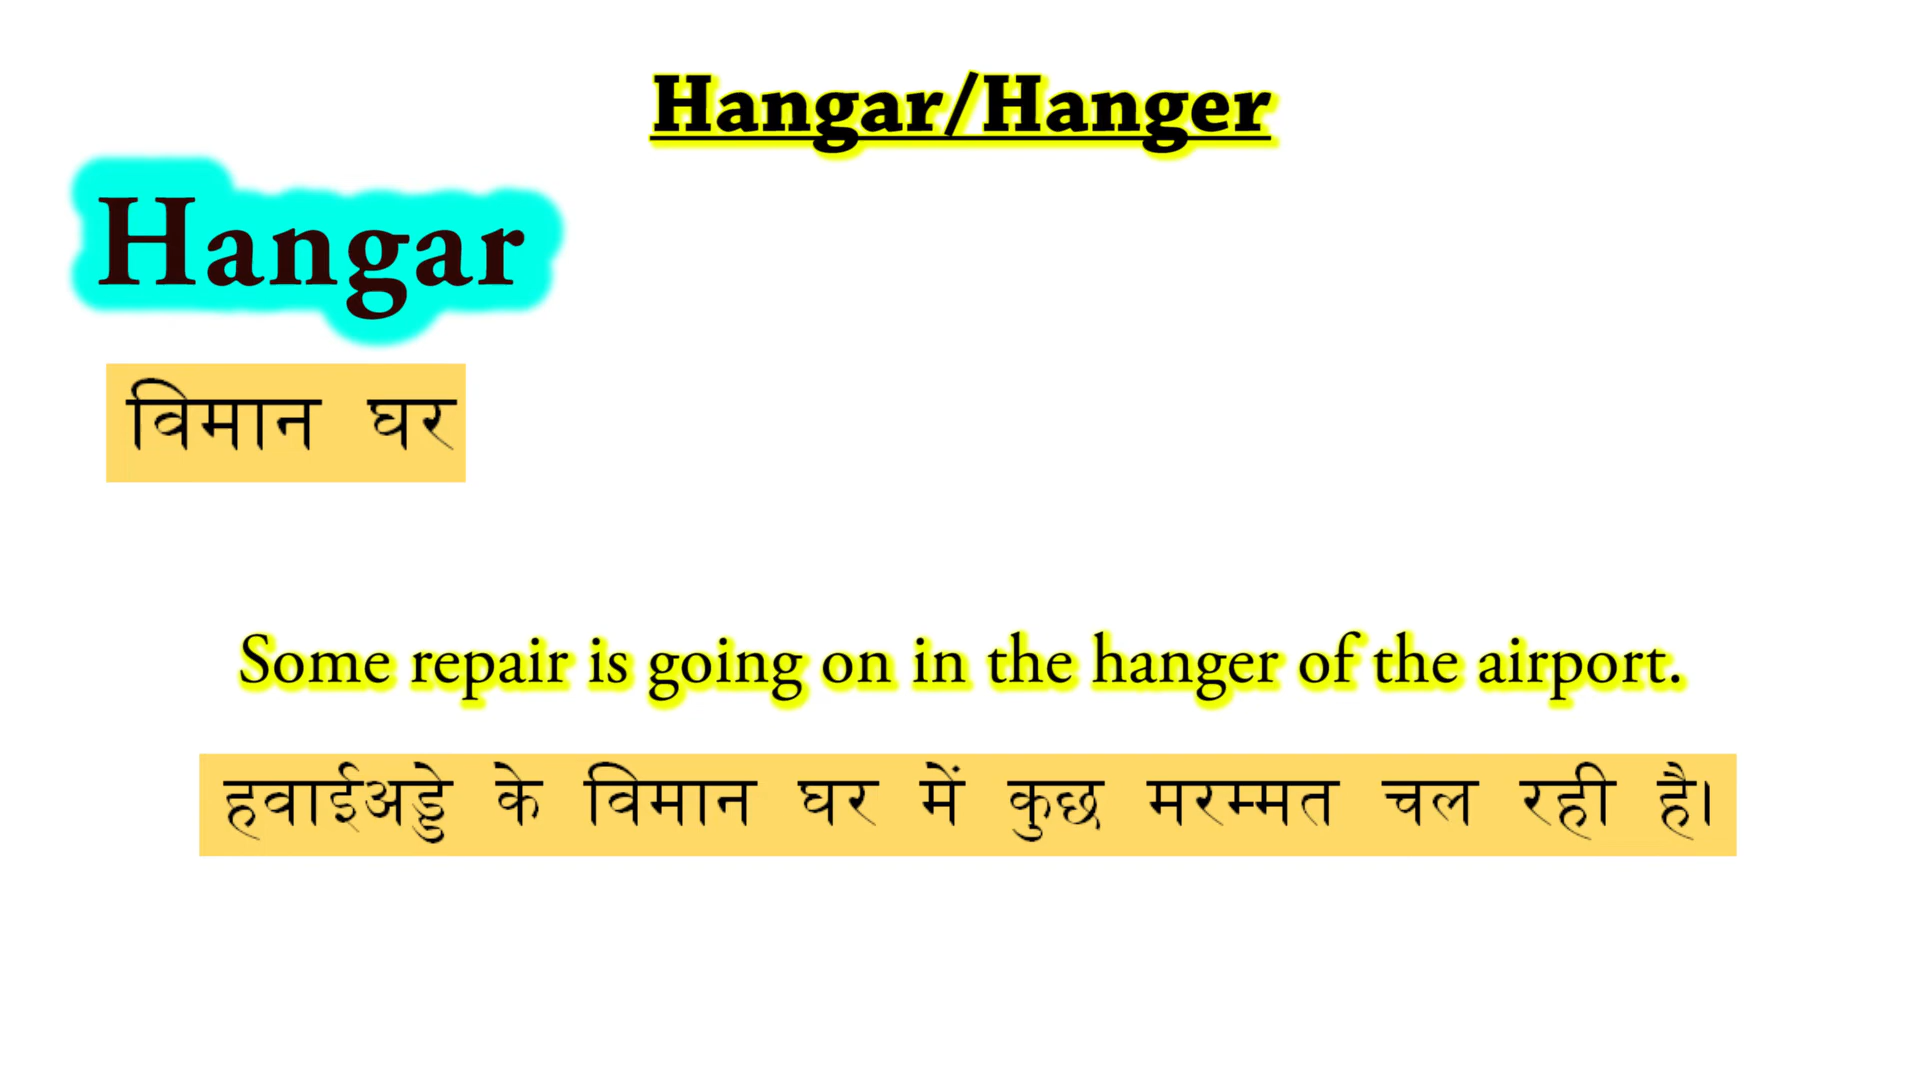 Hangar/Hanger
Hangar
विमान घर
Some repair is going on in the hanger of the airport.
हवाईअड्डे के विमान घर में कुछ मरम्मत चल रही है।